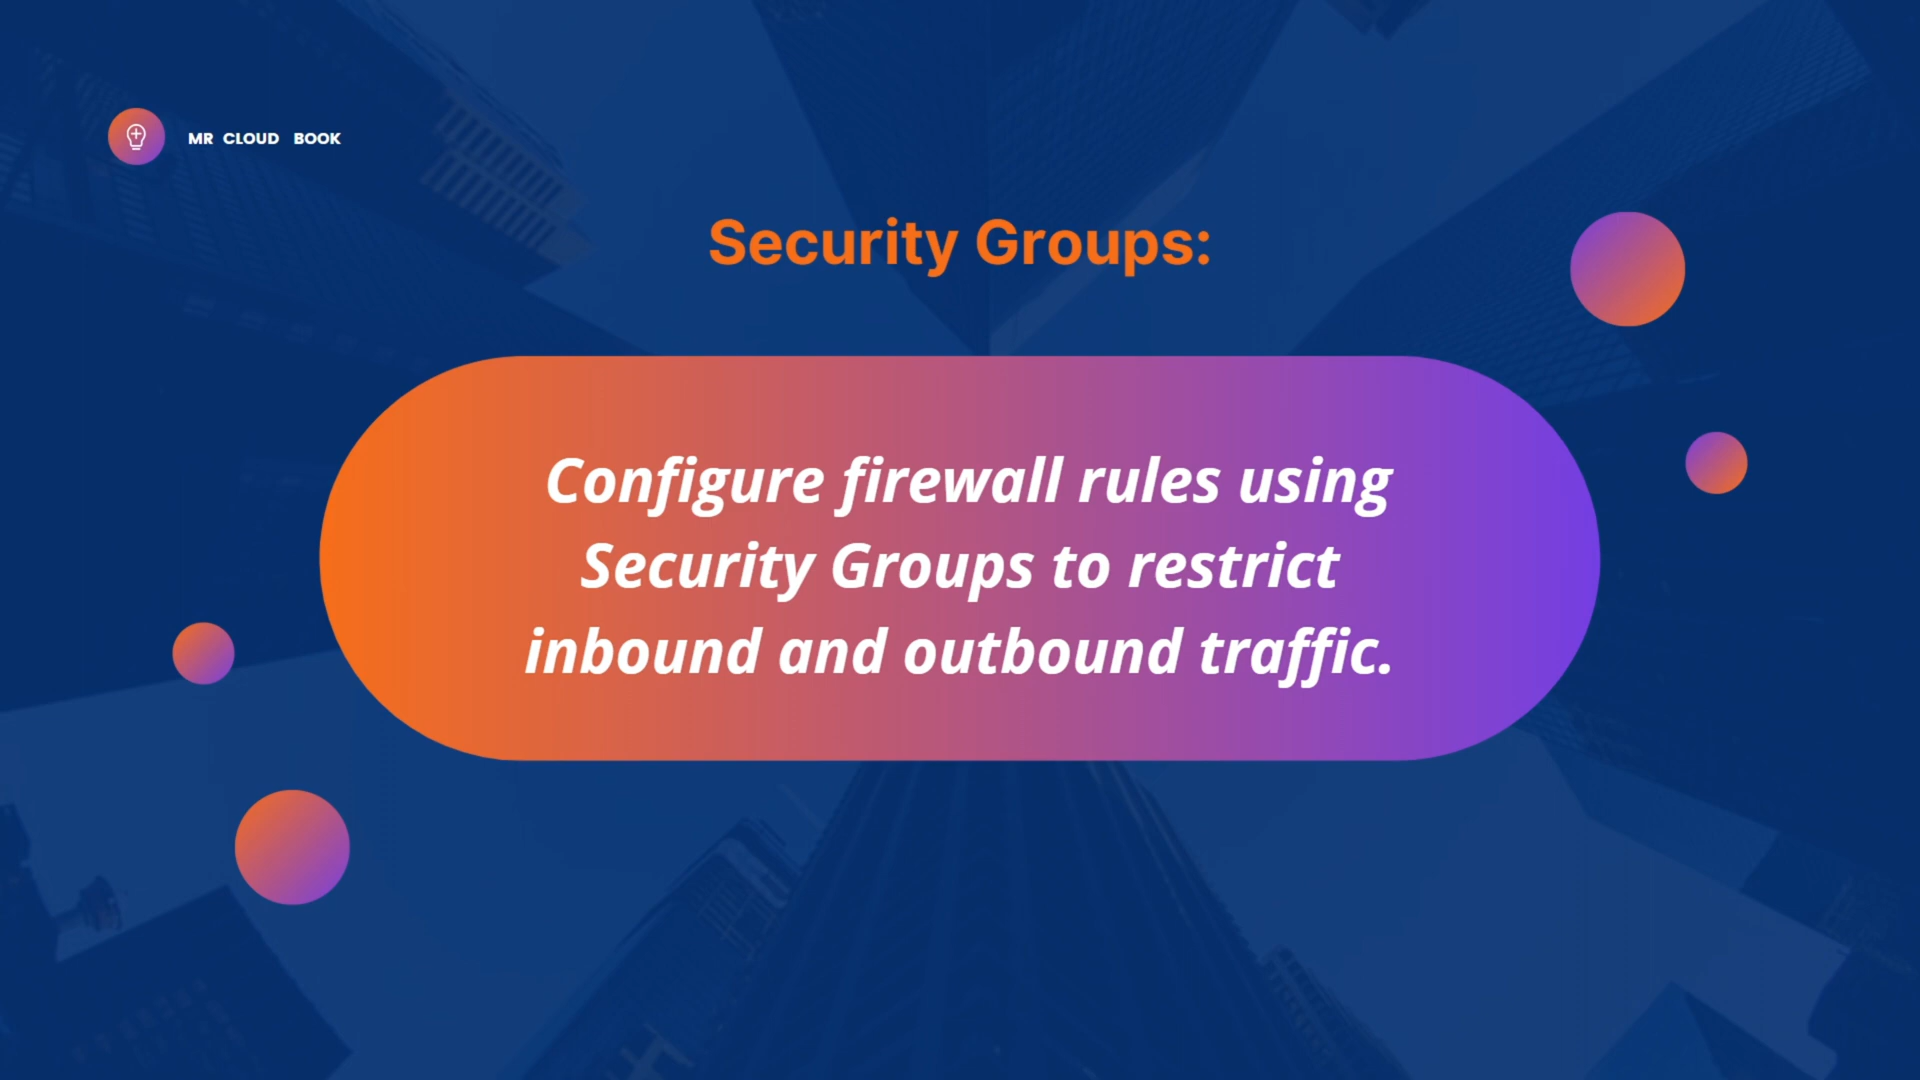 MR CLOUD BOOK
Security Groups:
Configure firewall rules using
Security Groups to restrict
inbound and outbound traffic.